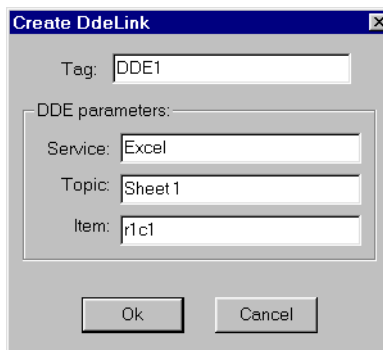 Create DdeLink
Tag: DDE1
DDE parameters:
Service: Excel
Topic: Sheet1
Item: r1c1
Ok Cancel